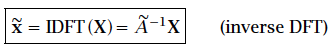 x̃ = IDFT (X) = Ã⁻¹X (inverse DFT)